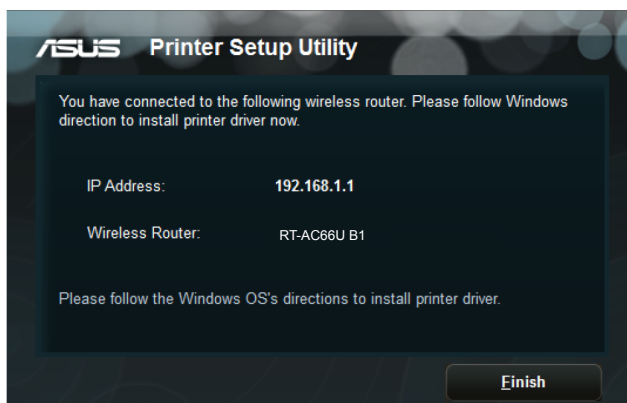 ASUS Printer Setup Utility
You have connected to the following wireless router. Please follow Windows
direction to install printer driver now.
IP Address: 192.168.1.1
Wireless Router: RT-AC66U B1
Please follow the Windows OS's directions to install printer driver.
Finish